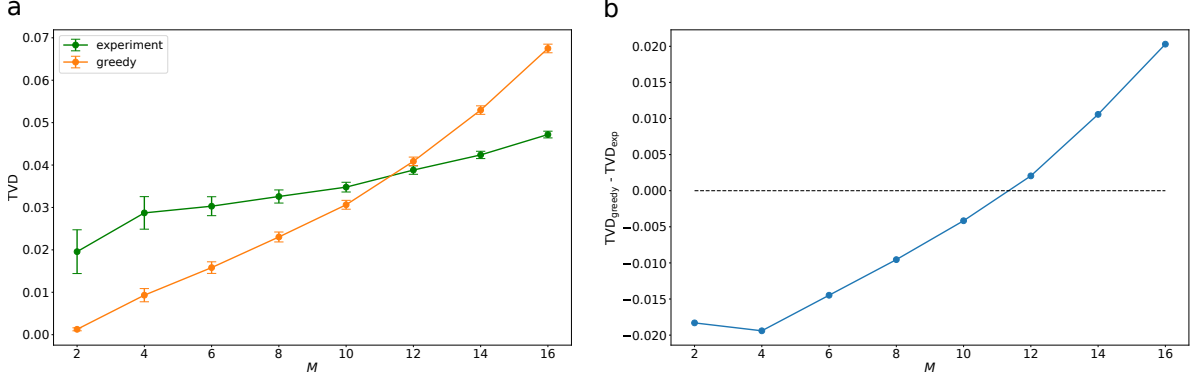 a
TVD
0.07
0.06
0.05
0.04
0.03
0.02
0.01
0.00
experiment
greedy
2 4 6 8 10 12 14 16
M
b
TVD_greedy - TVD_exp
0.020
0.015
0.010
0.005
0.000
−0.005
−0.010
−0.015
−0.020
2 4 6 8 10 12 14 16
M